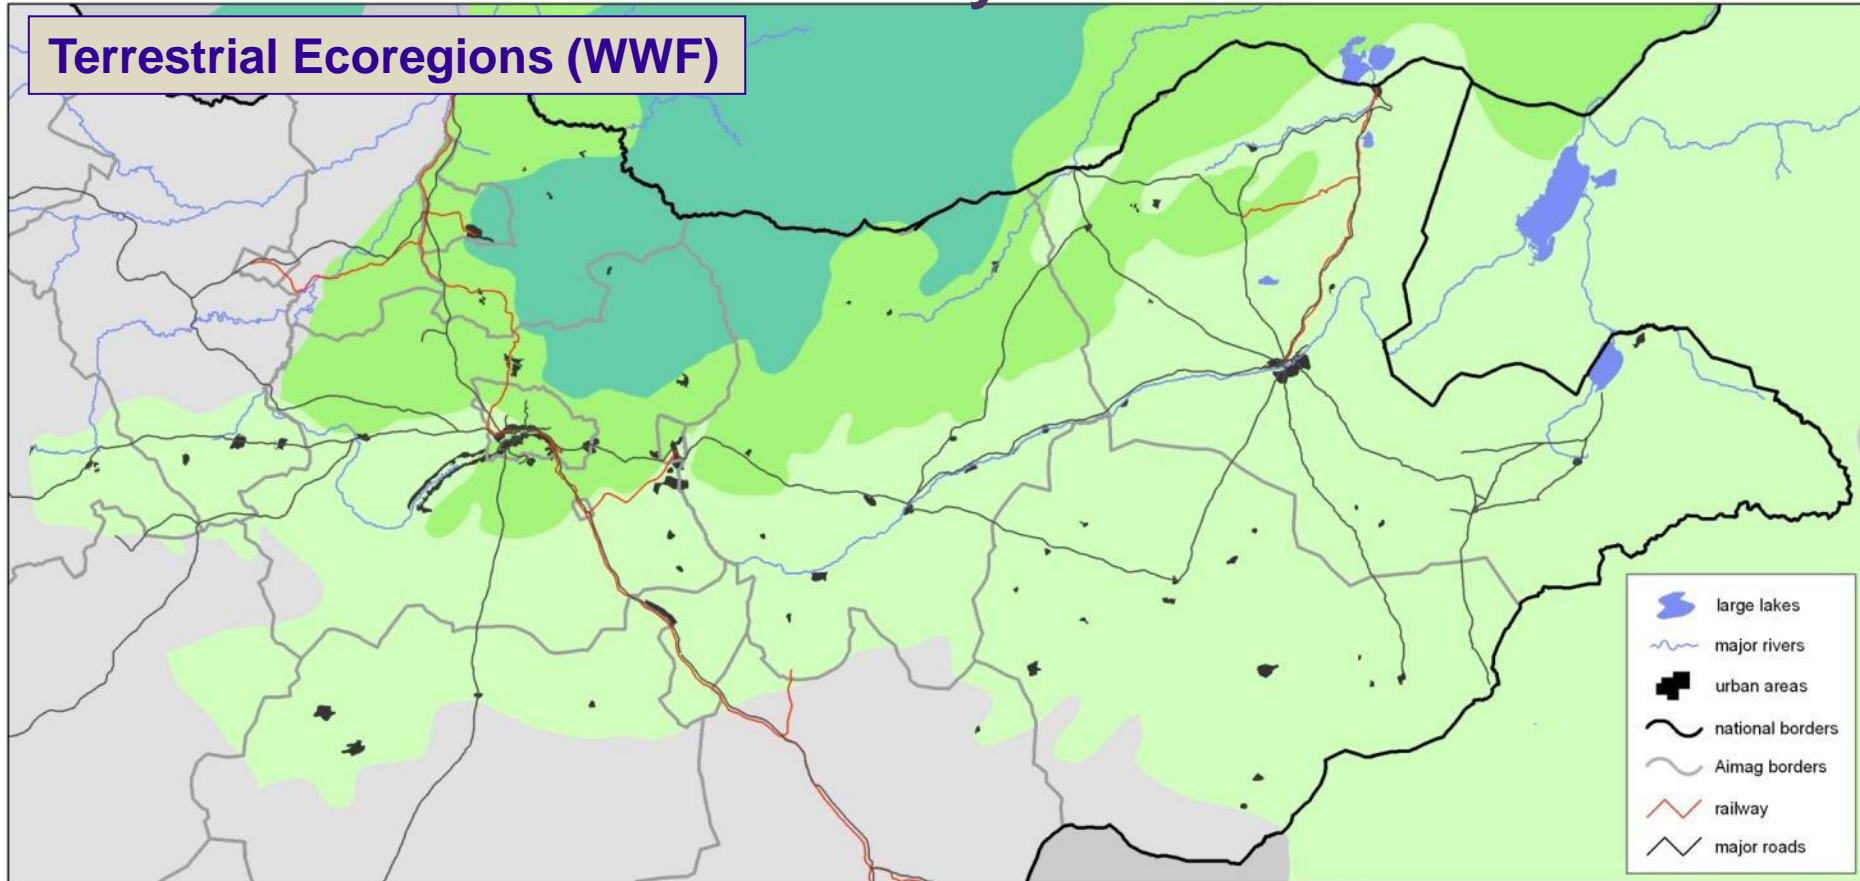 Terrestrial Ecoregions (WWF)
large lakes
major rivers
urban areas
national borders
Aimag borders
railway
major roads